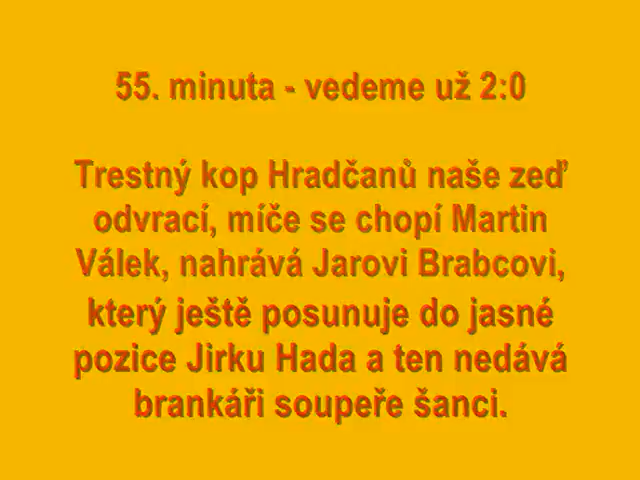 55. minuta - vedeme už 2:0
Trestný kop Hradčanů naše zeď
odvrací, míče se chopí Martin
Válek, nahrává Jarovi Brabcovi,
který ještě posunuje do jasné
pozice Jirku Hada a ten nedává
brankáři soupeře šanci.